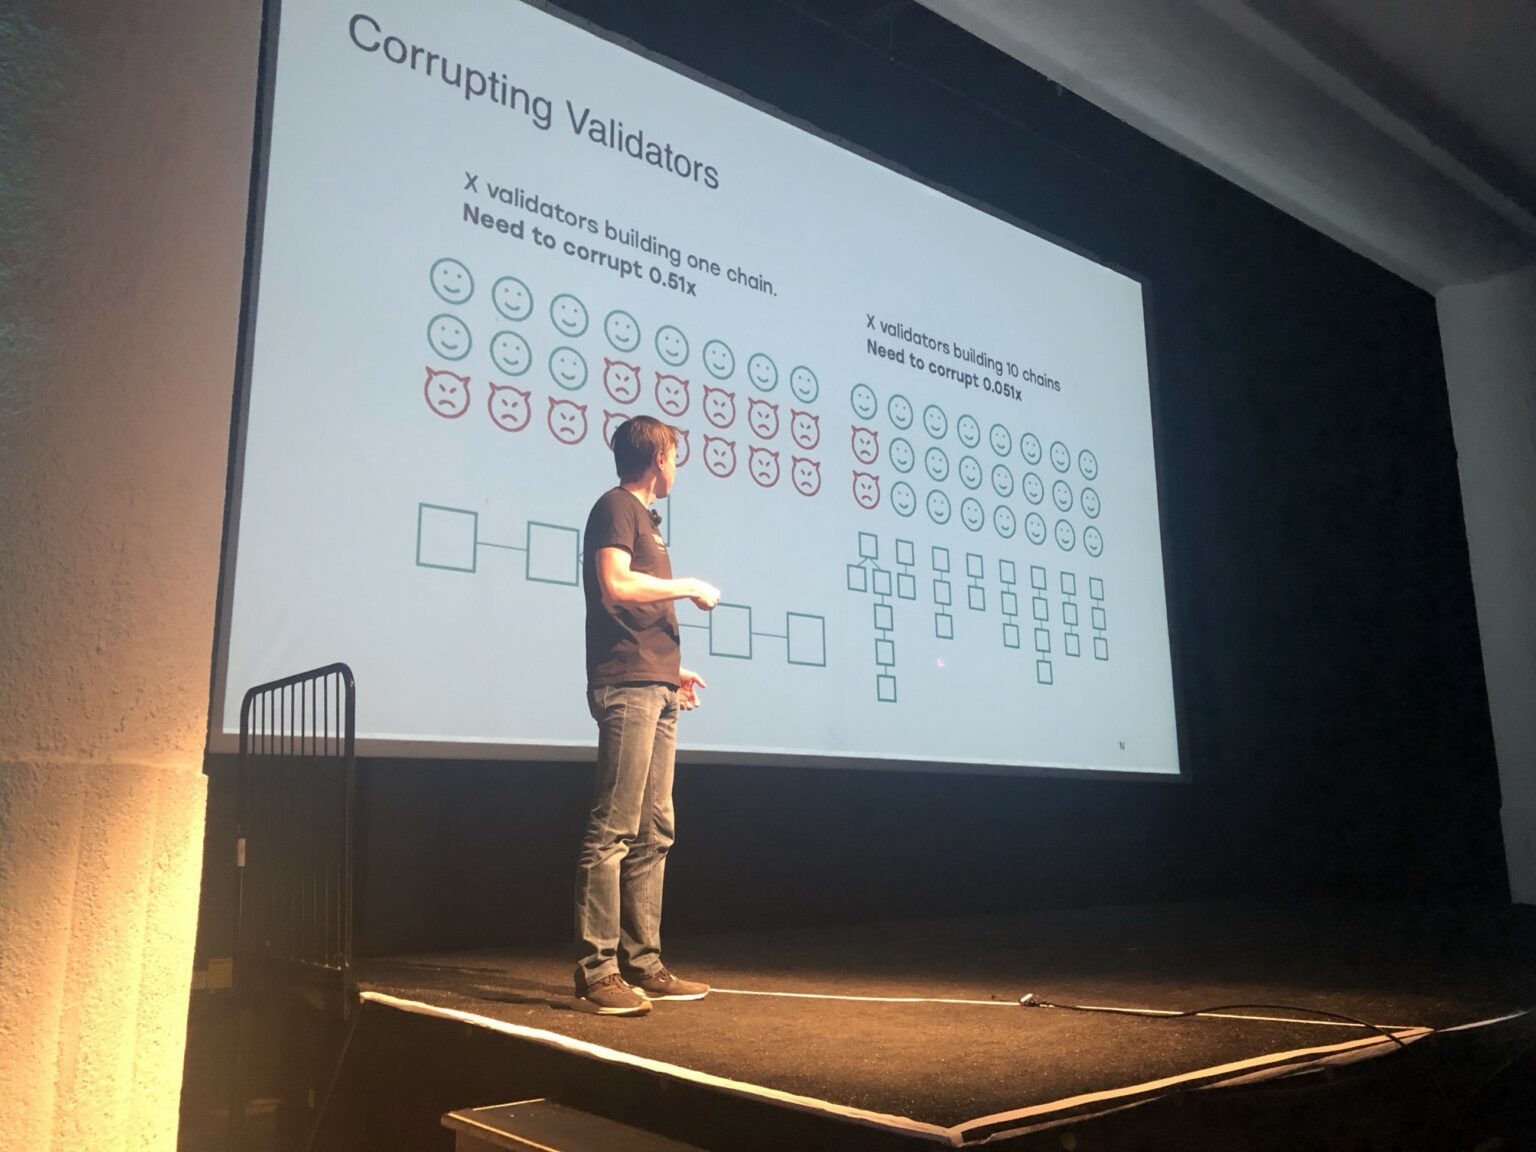 Corrupting Validators
X validators building one chain.
Need to corrupt 0.51x
X validators building 10 chains
Need to corrupt 0.051x
N